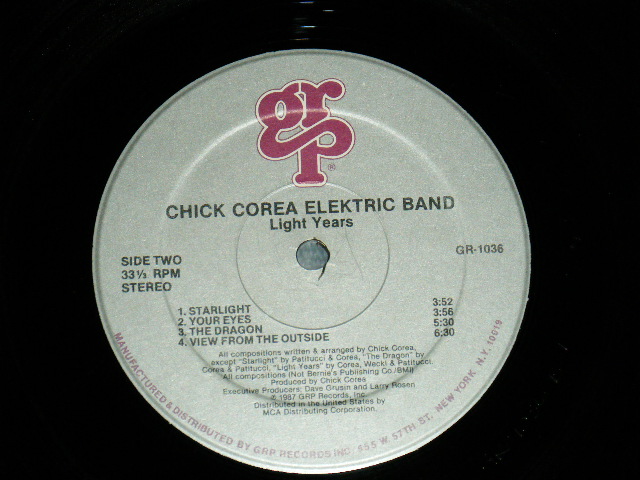 grp®
CHICK COREA ELEKTRIC BAND
Light Years
SIDE TWO
33⅓ RPM
STEREO
GR-1036
1. STARLIGHT 3:52
2. YOUR EYES 3:56
3. THE DRAGON 5:30
4. VIEW FROM THE OUTSIDE 6:30
All compositions written & arranged by Chick Corea,
except "Starlight" by Patitucci & Corea, "The Dragon" by
Corea & Patitucci, "Light Years" by Corea, Weckl & Patitucci.
All compositions (Not Bernie's Publishing Co./BMI)
Produced by Chick Corea
Executive Producers: Dave Grusin and Larry Rosen
℗ 1987 GRP Records, Inc.
Distributed in the United States by
MCA Distributing Corporation.
MANUFACTURED & DISTRIBUTED BY GRP RECORDS INC. 555 W 57TH ST, NEW YORK, N.Y. 10019